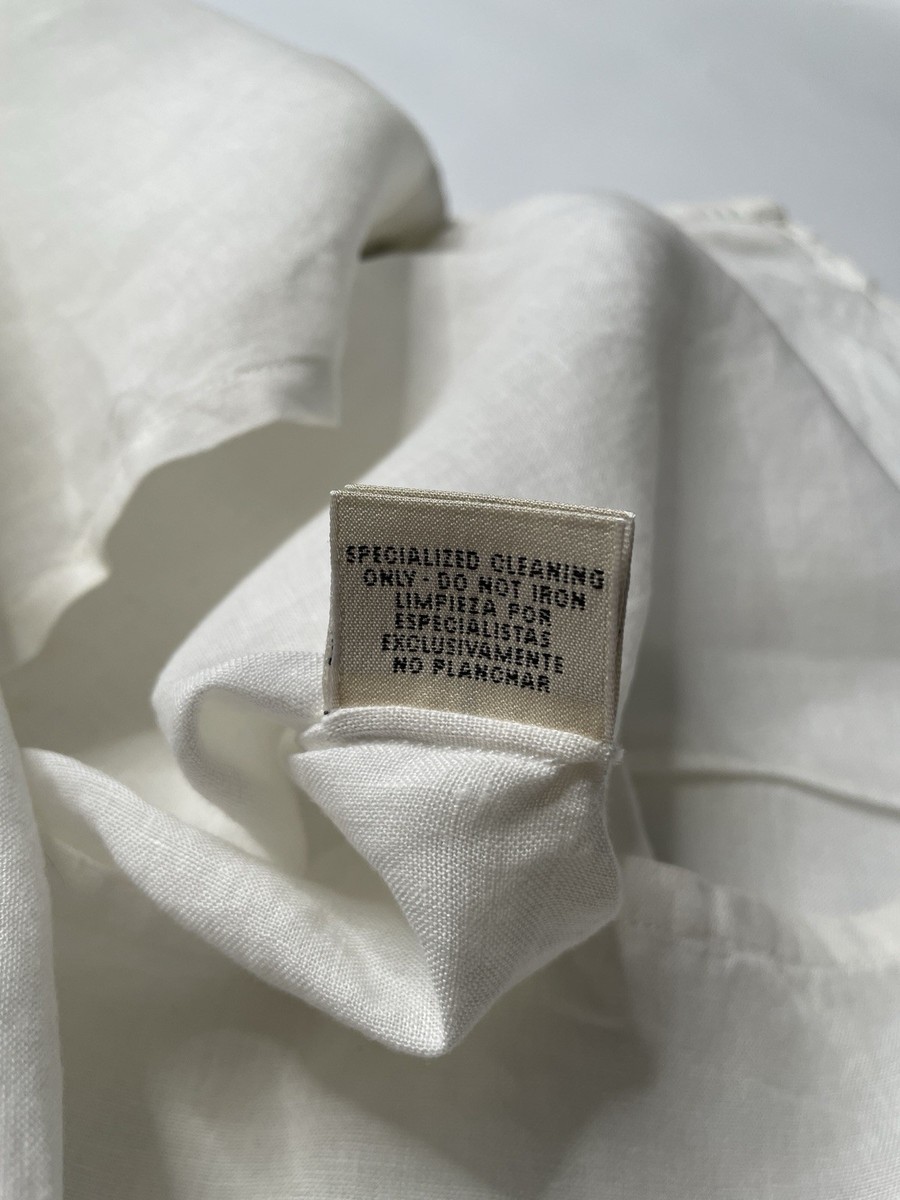 SPECIALIZED CLEANING
ONLY - DO NOT IRON
LIMPIEZA POR
ESPECIALISTAS
EXCLUSIVAMENTE
NO PLANCHAR